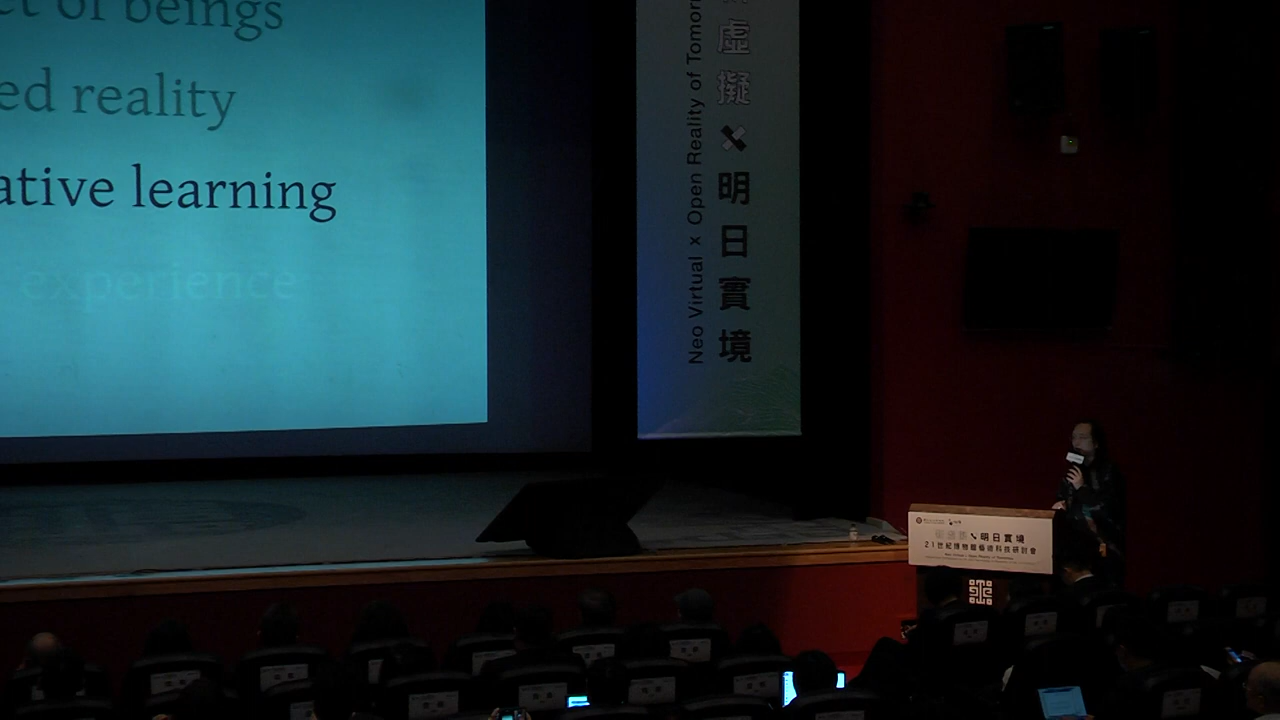 ct of beings
ed reality
ative learning
experience
虛擬×明日實境
Neo Virtual x Open Reality of Tomor
明日實境
21世紀博物館藝術科技研討會